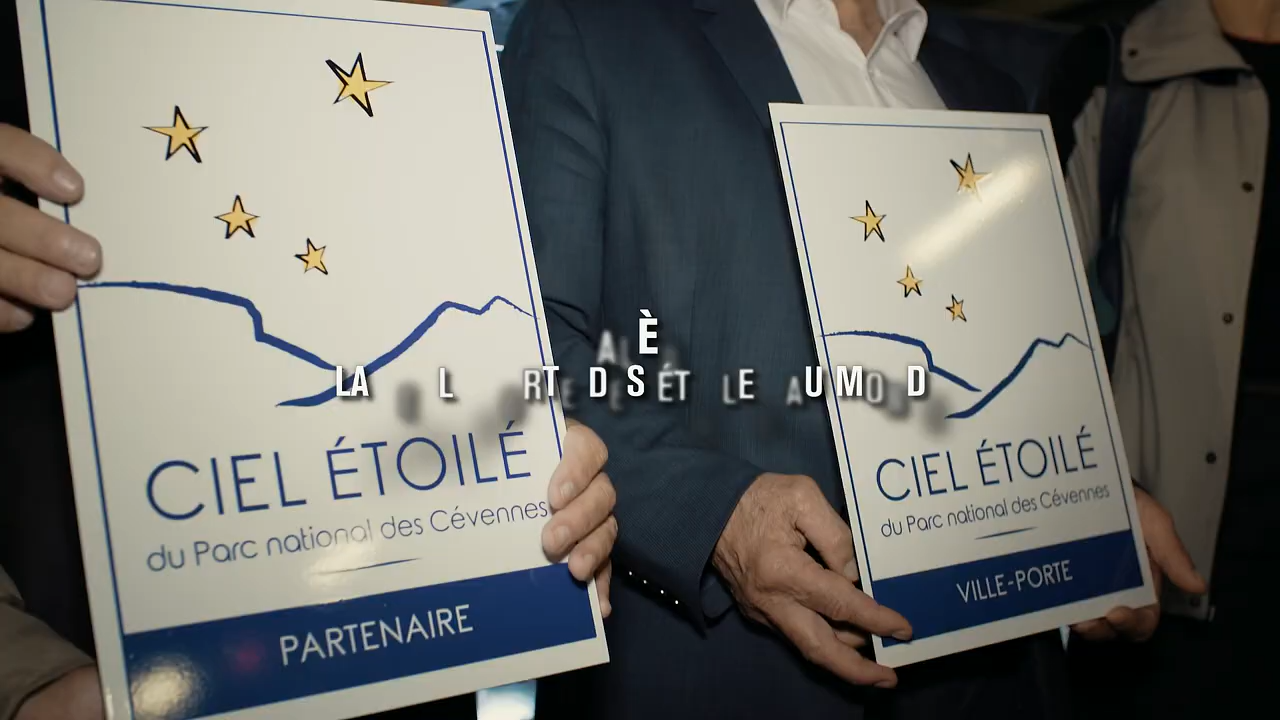 CIEL ÉTOILÉ
du Parc national des Cévennes
PARTENAIRE
CIEL ÉTOILÉ
du Parc national des Cévennes
VILLE-PORTE